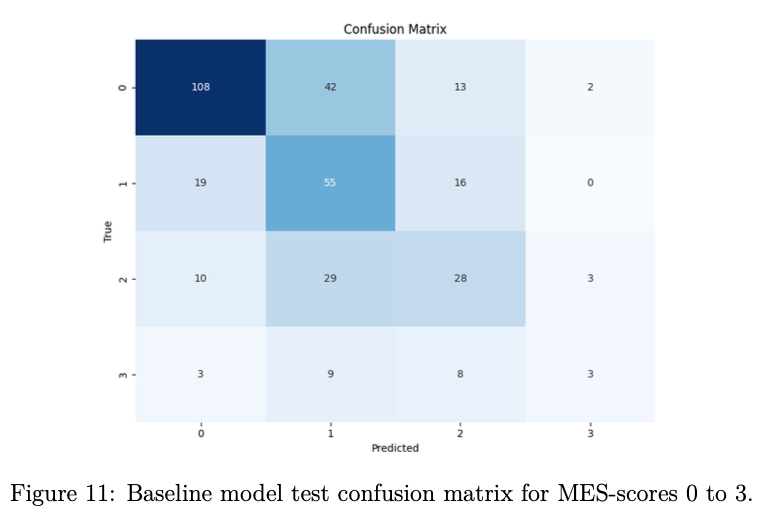 Confusion Matrix
0 108 42 13 2
1 19 55 16 0
True
2 10 29 28 3
3 3 9 8 3
0 1 2 3
Predicted
Figure 11: Baseline model test confusion matrix for MES-scores 0 to 3.